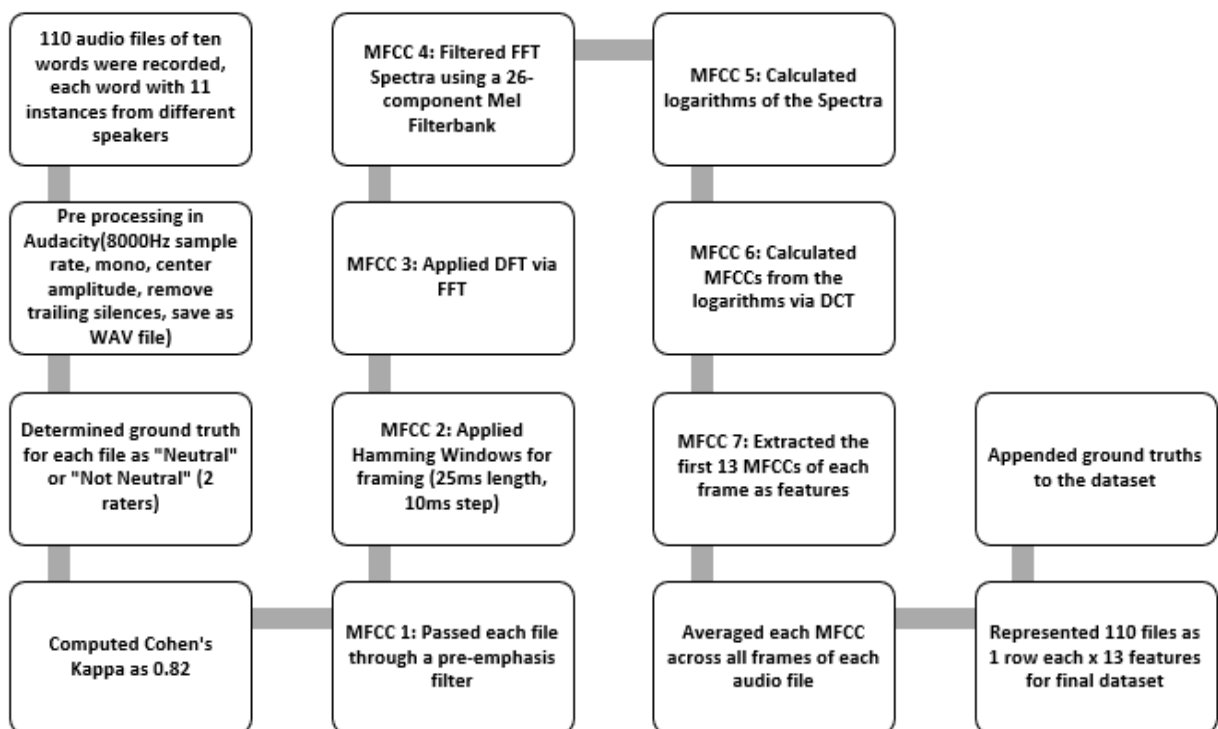 110 audio files of ten
words were recorded,
each word with 11
instances from different
speakers
Pre processing in
Audacity(8000Hz sample
rate, mono, center
amplitude, remove
trailing silences, save as
WAV file)
Determined ground truth
for each file as "Neutral"
or "Not Neutral" (2
raters)
Computed Cohen's
Kappa as 0.82
MFCC 1: Passed each file
through a pre-emphasis
filter
MFCC 2: Applied
Hamming Windows for
framing (25ms length,
10ms step)
MFCC 3: Applied DFT via
FFT
MFCC 4: Filtered FFT
Spectra using a 26-
component Mel
Filterbank
MFCC 5: Calculated
logarithms of the Spectra
MFCC 6: Calculated
MFCCs from the
logarithms via DCT
MFCC 7: Extracted the
first 13 MFCCs of each
frame as features
Averaged each MFCC
across all frames of each
audio file
Represented 110 files as
1 row each x 13 features
for final dataset
Appended ground truths
to the dataset